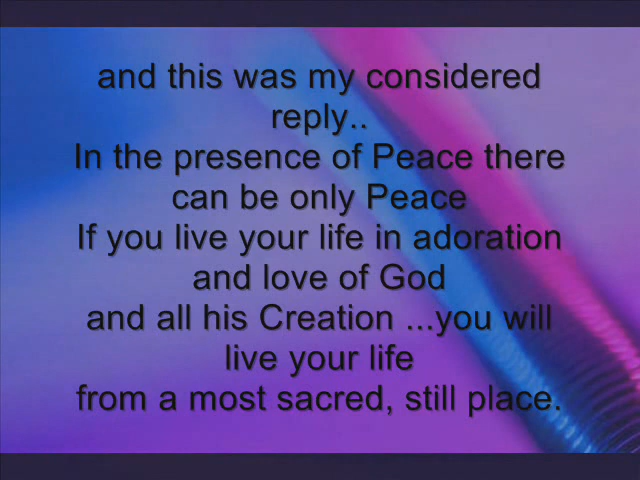 and this was my considered
reply..
In the presence of Peace there
can be only Peace
If you live your life in adoration
and love of God
and all his Creation ...you will
live your life
from a most sacred, still place.